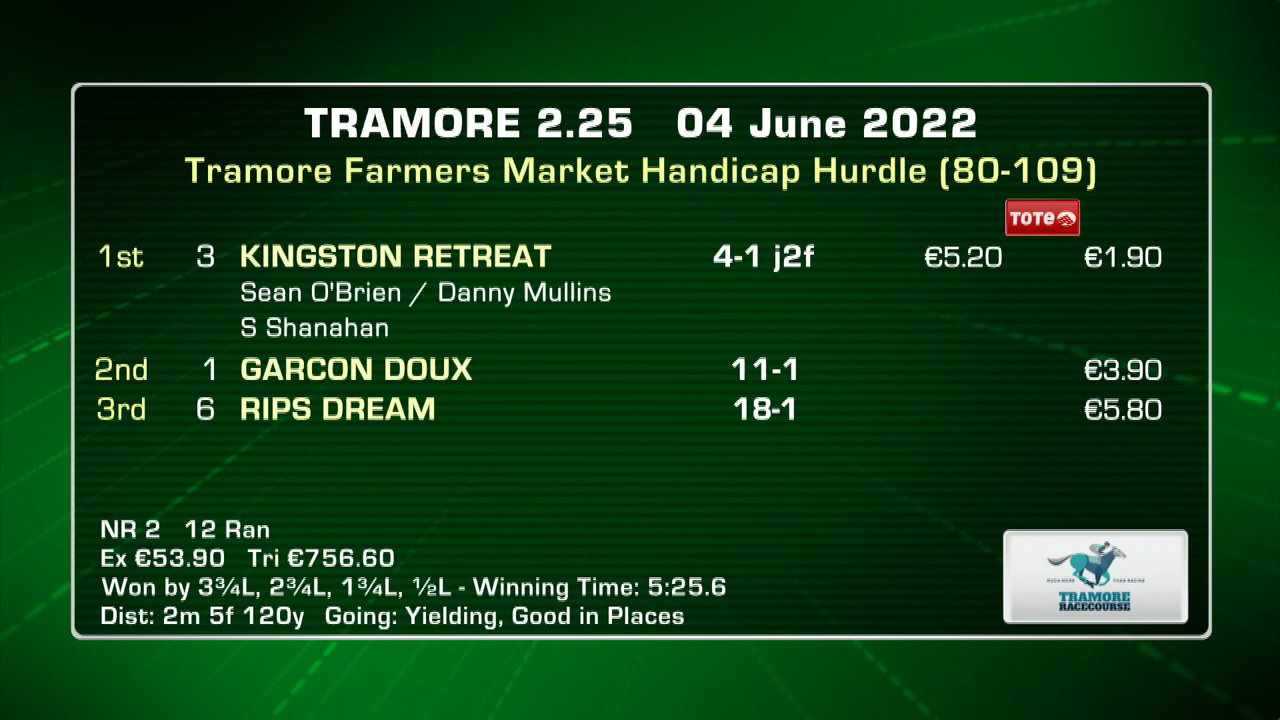 TRAMORE 2.25 04 June 2022
Tramore Farmers Market Handicap Hurdle (80-109)
TOTE
1st 3 KINGSTON RETREAT 4-1 j2f €5.20 €1.90
Sean O'Brien / Danny Mullins
S Shanahan
2nd 1 GARCON DOUX 11-1 €3.90
3rd 6 RIPS DREAM 18-1 €5.80
NR 2 12 Ran
Ex €53.90 Tri €756.60
Won by 3¾L, 2¾L, 1¾L, ½L - Winning Time: 5:25.6
Dist: 2m 5f 120y Going: Yielding, Good in Places
MUCH MORE THAN RACING
TRAMORE
RACECOURSE